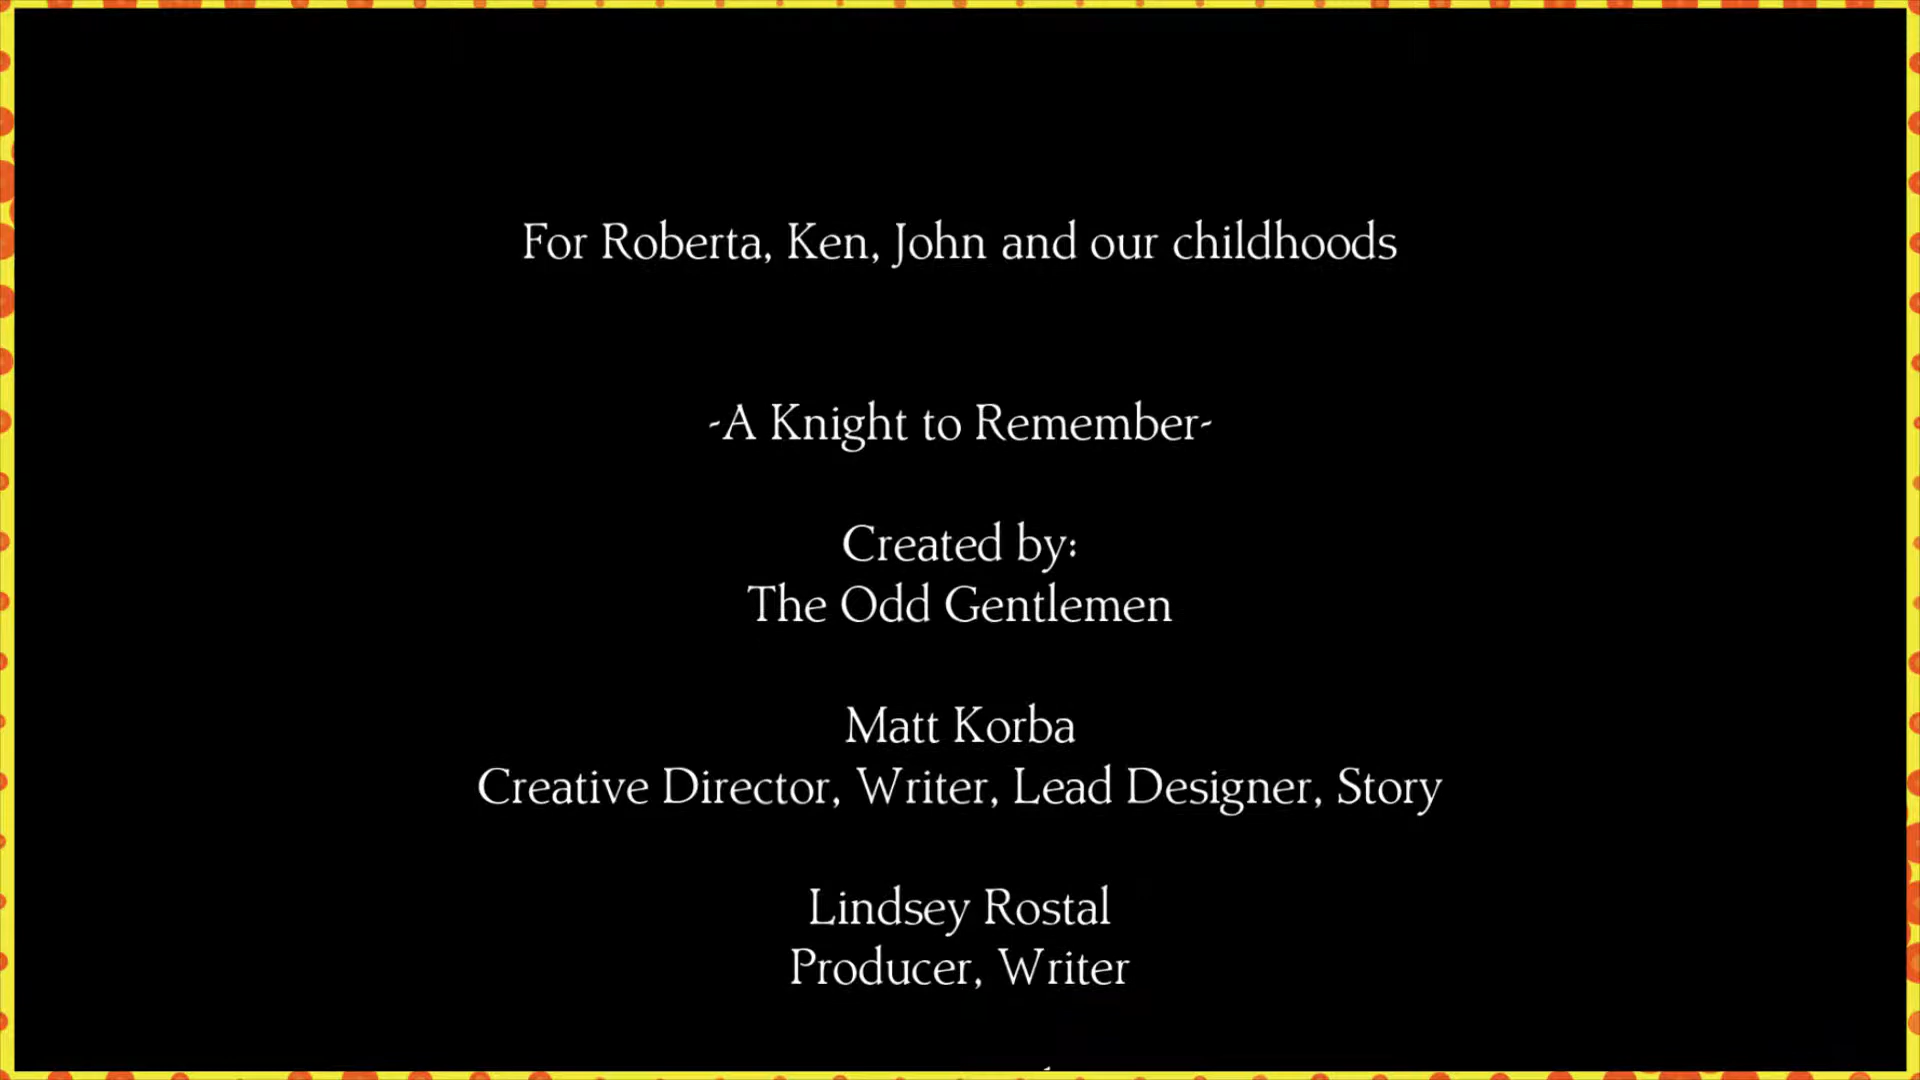 For Roberta, Ken, John and our childhoods
-A Knight to Remember-
Created by:
The Odd Gentlemen
Matt Korba
Creative Director, Writer, Lead Designer, Story
Lindsey Rostal
Producer, Writer